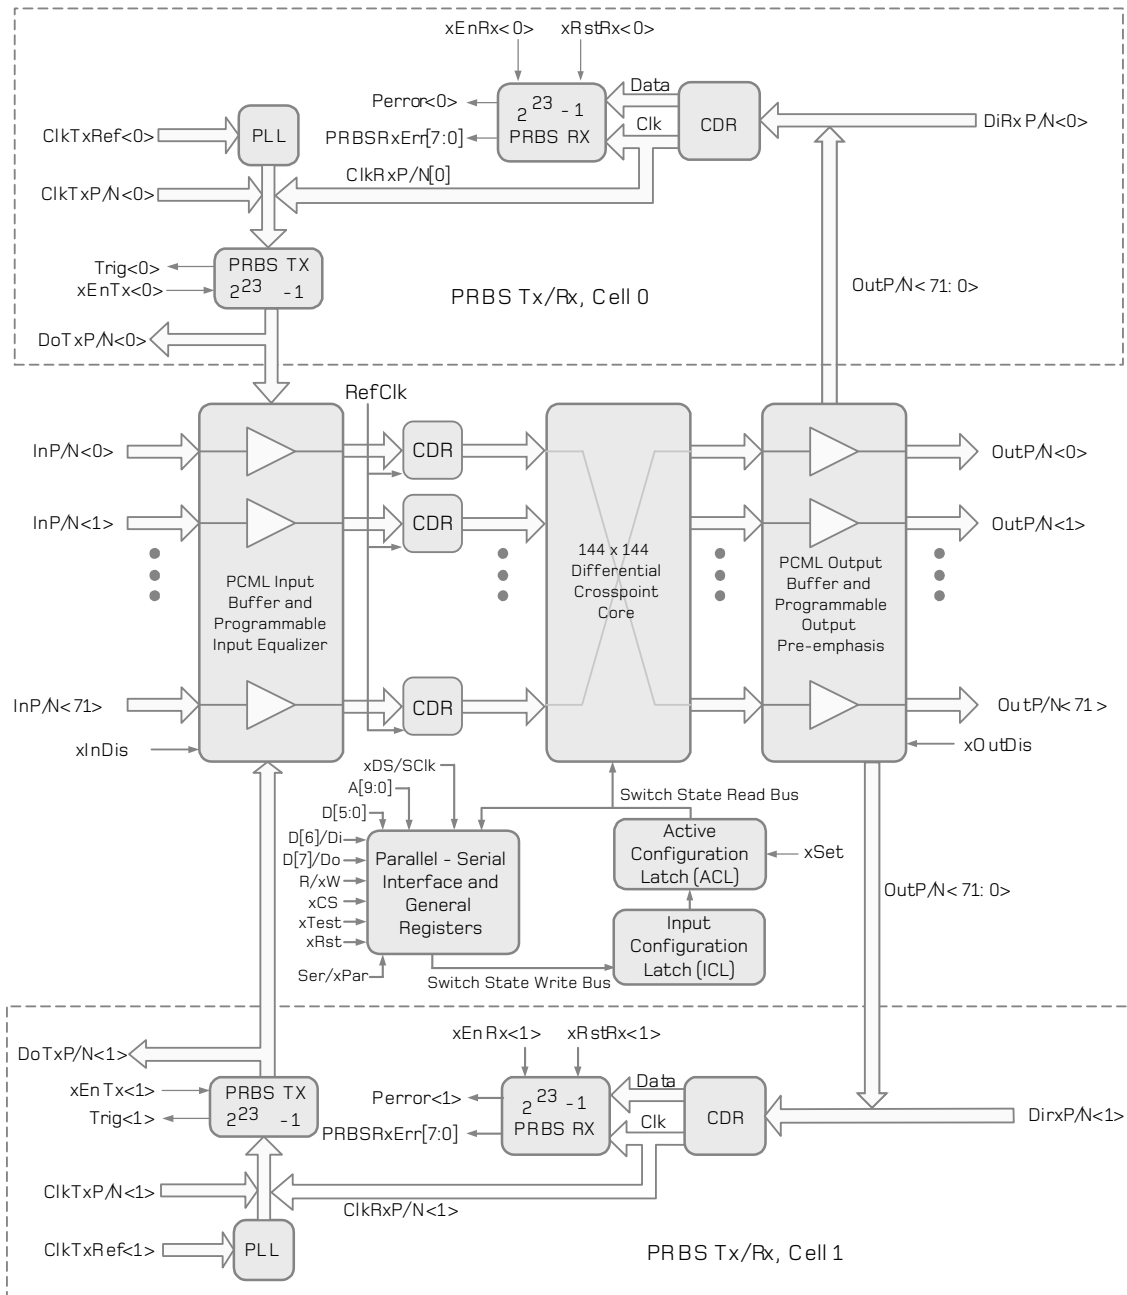 xEnRx<0>
xRstRx<0>
Data
Perror<0>
2 23 - 1
PRBS RX
PRBSRxErr[7:0]
Clk
CDR
DiRxP/N<0>
ClkTxRef<0>
PLL
ClkRxP/N[0]
ClkTxP/N<0>
Trig<0>
xEnTx<0>
PRBS TX
2 23 - 1
PRBS Tx/Rx, Cell 0
OutP/N<71:0>
DoTxP/N<0>
RefClk
InP/N<0>
CDR
OutP/N<0>
InP/N<1>
CDR
OutP/N<1>
PCML Input
Buffer and
Programmable
Input Equalizer
144 x 144
Differential
Crosspoint
Core
PCML Output
Buffer and
Programmable
Output
Pre-emphasis
InP/N<71>
CDR
OutP/N<71>
xInDis
xOutDis
xDS/SClk
A[9:0]
D[5:0]
Switch State Read Bus
D[6]/Di
D[7]/Do
R/xW
xCS
xTest
xRst
Ser/xPar
Parallel - Serial
Interface and
General
Registers
Active
Configuration
Latch (ACL)
xSet
Input
Configuration
Latch (ICL)
Switch State Write Bus
OutP/N<71:0>
xEnRx<1>
xRstRx<1>
DoTxP/N<1>
Data
xEnTx<1>
Trig<1>
PRBS TX
2 23 - 1
Perror<1>
2 23 - 1
PRBS RX
PRBSRxErr[7:0]
Clk
CDR
DirxP/N<1>
ClkTxP/N<1>
ClkRxP/N<1>
ClkTxRef<1>
PLL
PRBS Tx/Rx, Cell 1